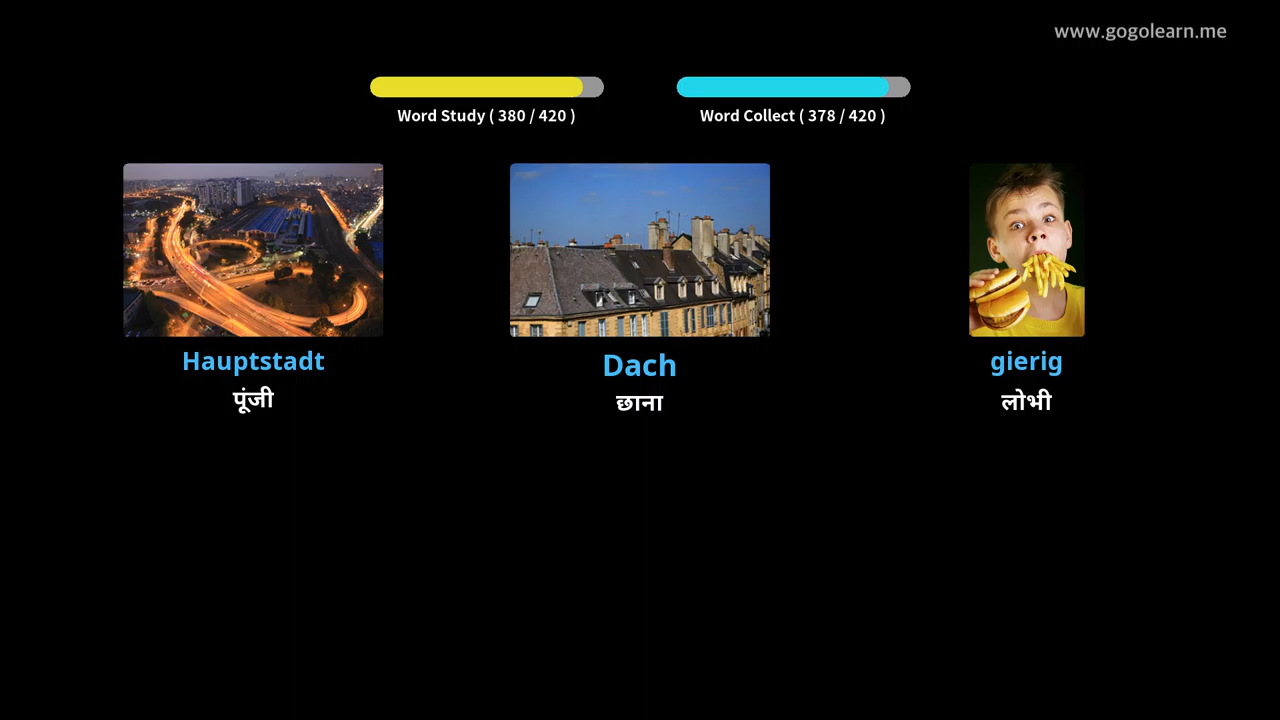 www.gogolearn.me
Word Study ( 380 / 420 )
Word Collect ( 378 / 420 )
Hauptstadt
Dach
gierig
पूंजी
छाना
लोभी